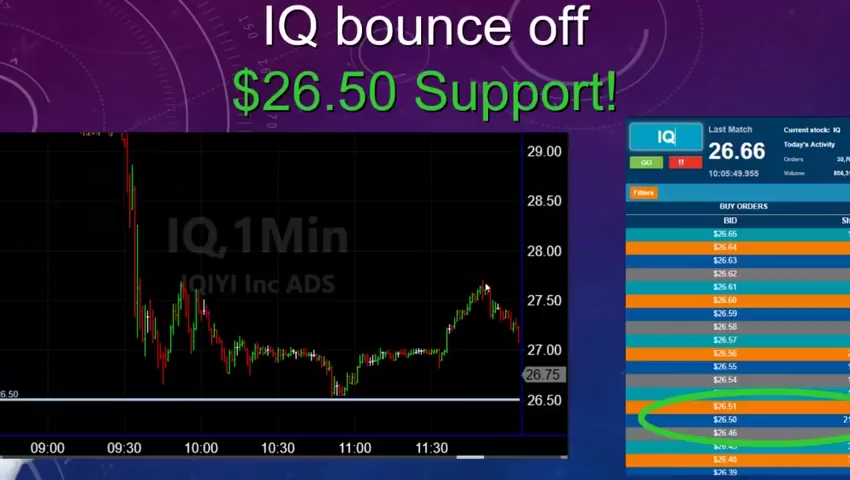 IQ bounce off
$26.50 Support!
IQ
Last Match
26.66
10:05:49.955
Current stock: IQ
Today's Activity
Orders
Volume
GO
!!
Filters
BUY ORDERS
BID
$26.65
$26.64
$26.63
$26.62
$26.61
$26.60
$26.59
$26.58
$26.57
$26.56
$26.55
$26.54
$26.51
$26.50
$26.46
$26.45
$26.40
$26.39
IQ,1Min
IQIYI Inc ADS
29.00
28.50
28.00
27.50
27.00
26.75
26.50
09:00
09:30
10:00
10:30
11:00
11:30